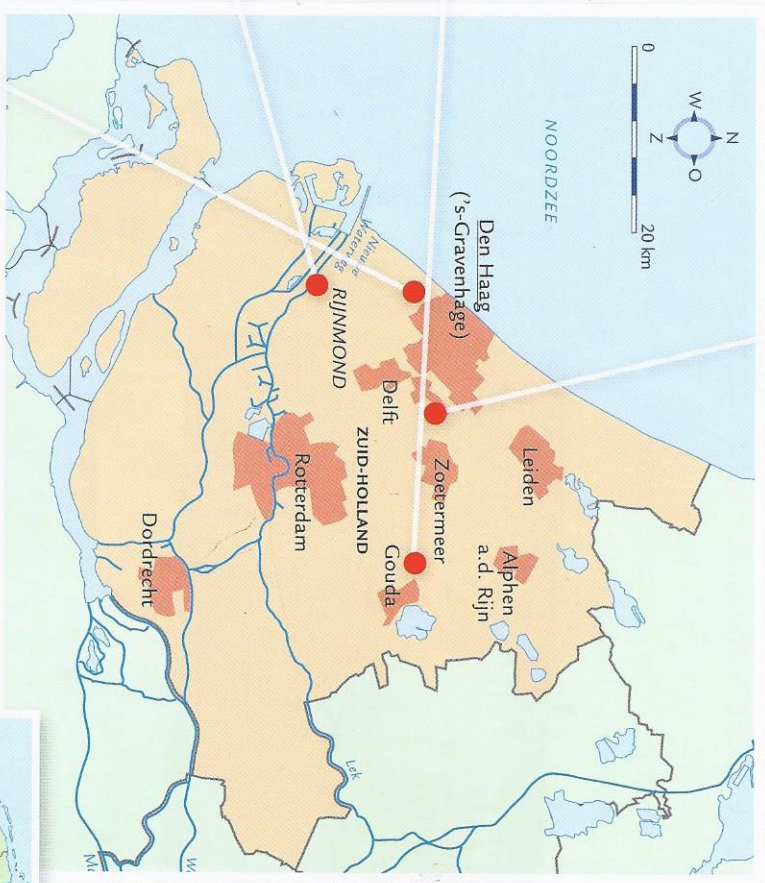 0
20 km
N
W
O
Z
NOORDZEE
Den Haag
('s-Gravenhage)
Nieuwe
Waterweg
RIJNMOND
Delft
Leiden
Zoetermeer
ZUID-HOLLAND
Alphen
a.d. Rijn
Gouda
Rotterdam
Dordrecht
Lek